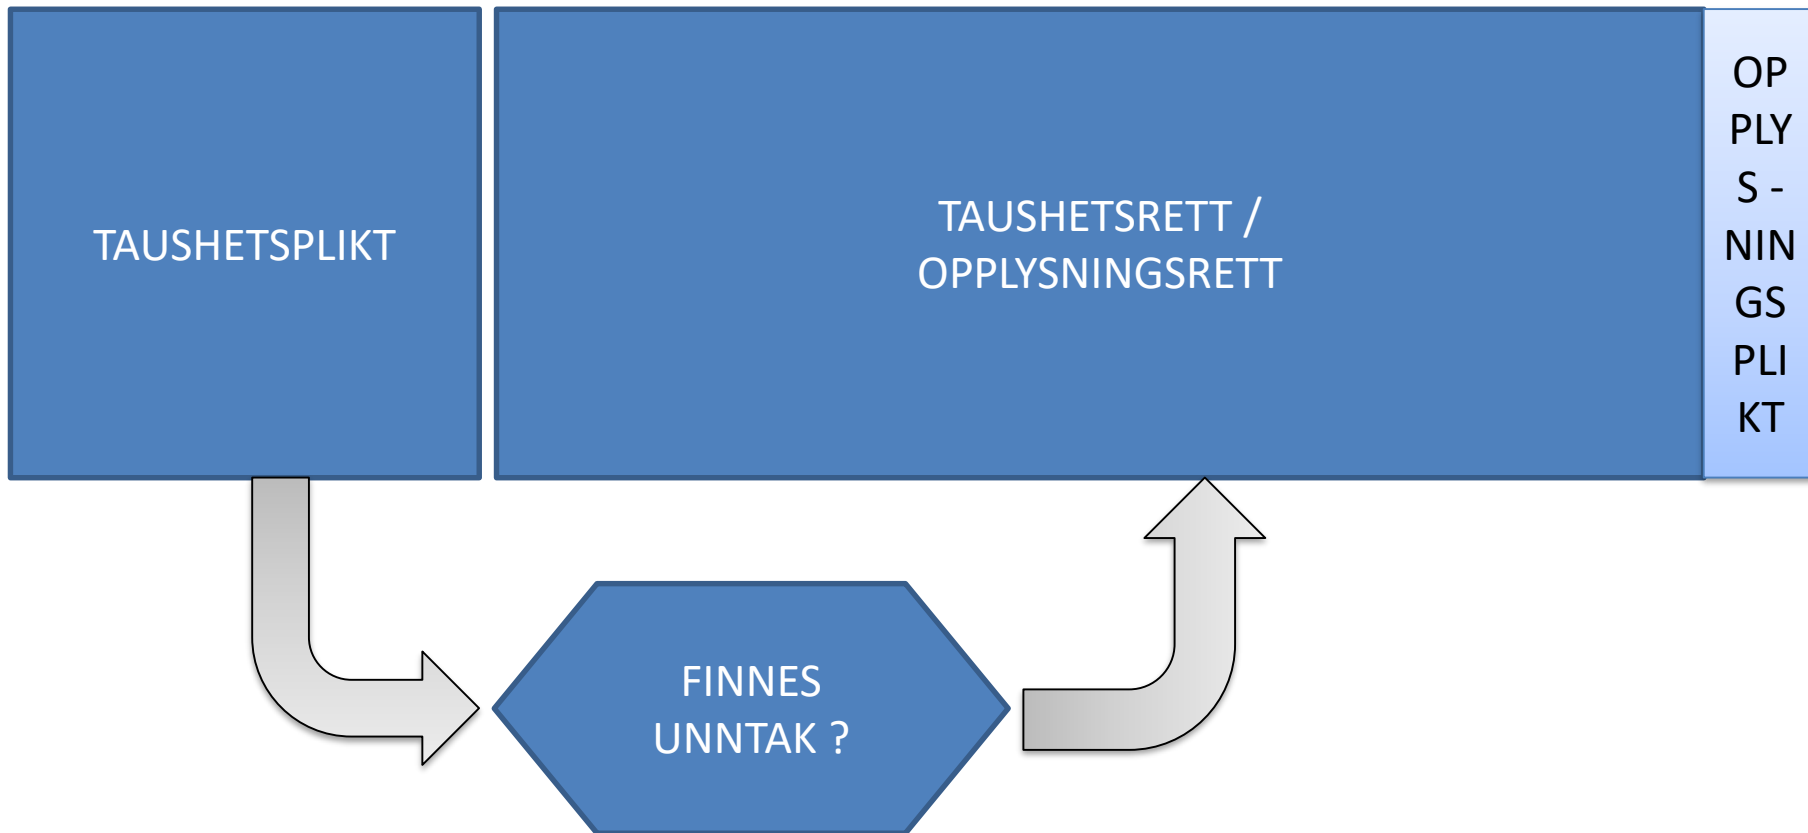 TAUSHETSPLIKT
TAUSHETSRETT /
OPPLYSNINGSRETT
OP
PLY
S -
NIN
GS
PLI
KT
FINNES
UNNTAK ?